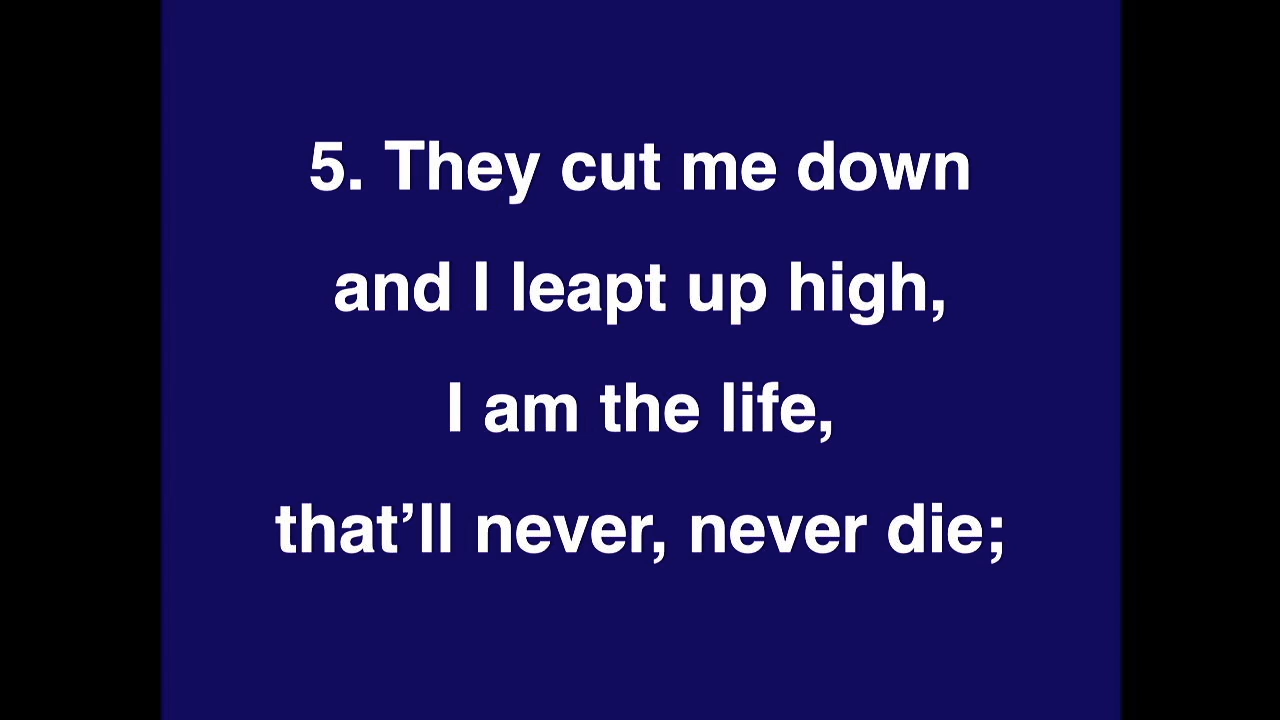 5. They cut me down
and I leapt up high,
I am the life,
that’ll never, never die;